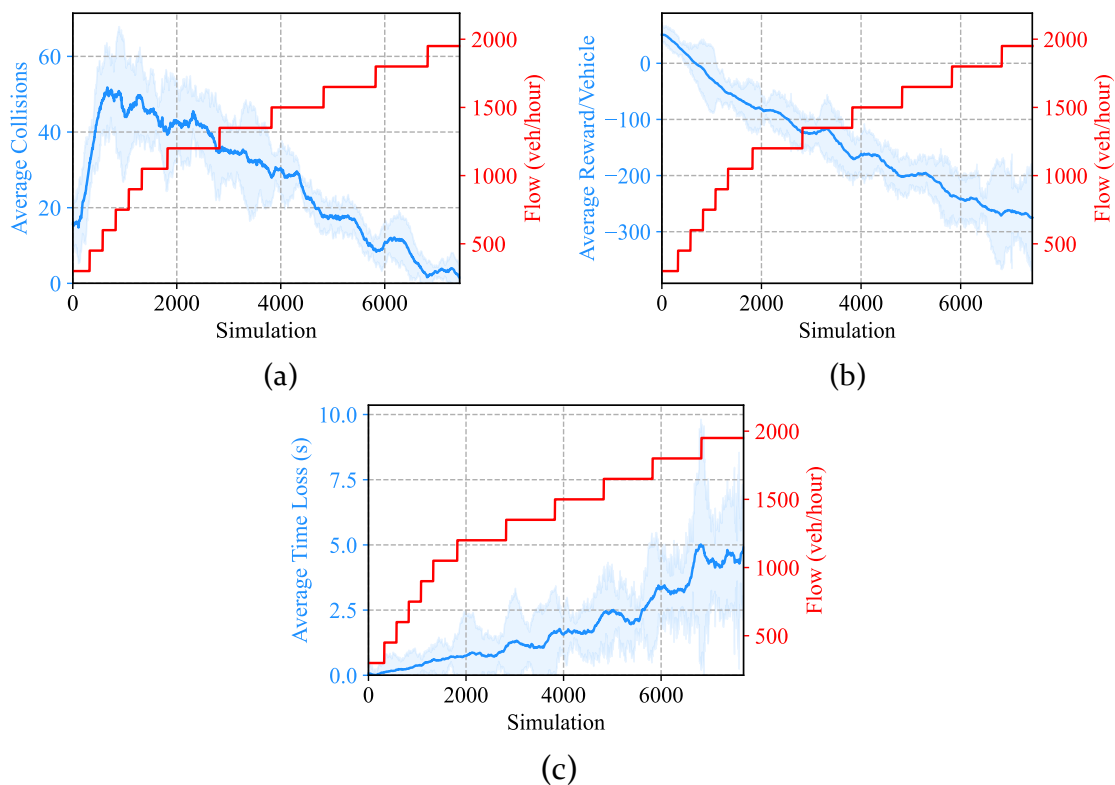 60
40
20
0
Average Collisions
2000
1500
1000
500
Flow (veh/hour)
0 2000 4000 6000
Simulation
(a)
0
−100
−200
−300
Average Reward/Vehicle
2000
1500
1000
500
Flow (veh/hour)
0 2000 4000 6000
Simulation
(b)
10.0
7.5
5.0
2.5
0.0
Average Time Loss (s)
2000
1500
1000
500
Flow (veh/hour)
0 2000 4000 6000
Simulation
(c)